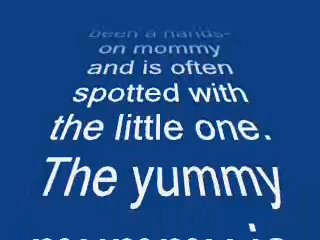 been a hands-
on mommy
and is often
spotted with
the little one.
The yummy